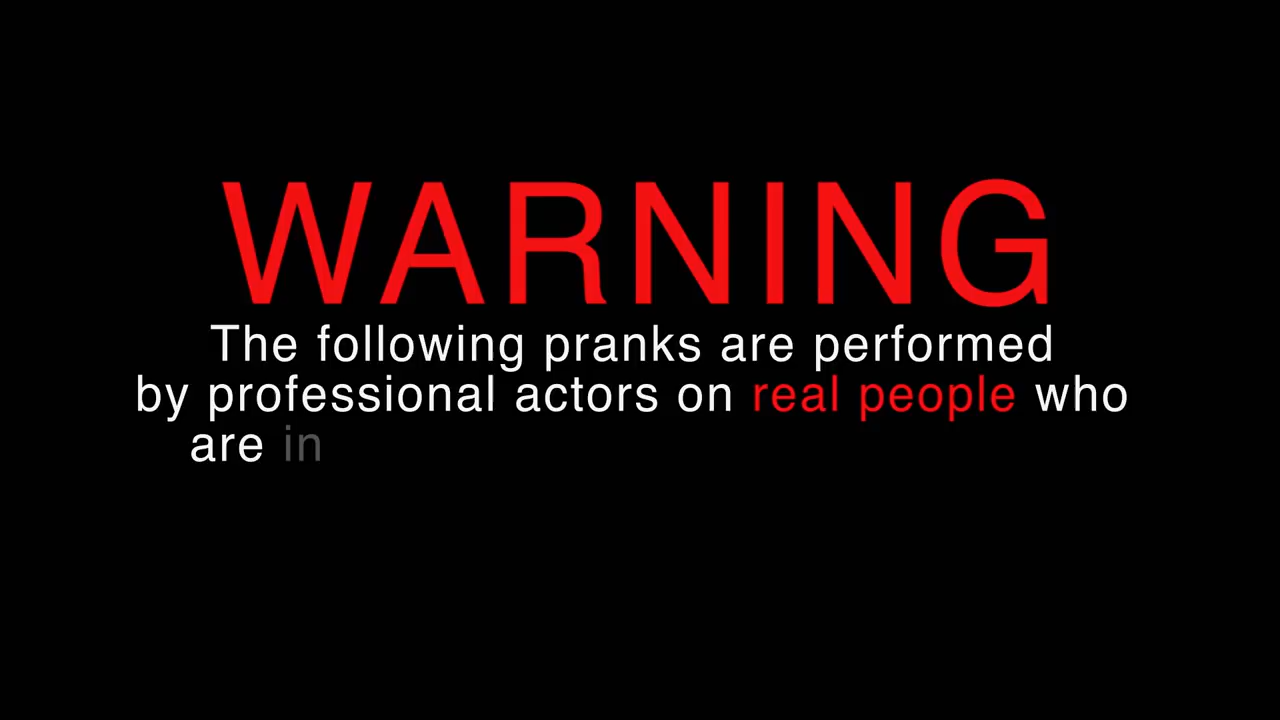 WARNING
The following pranks are performed
by professional actors on real people who
are in